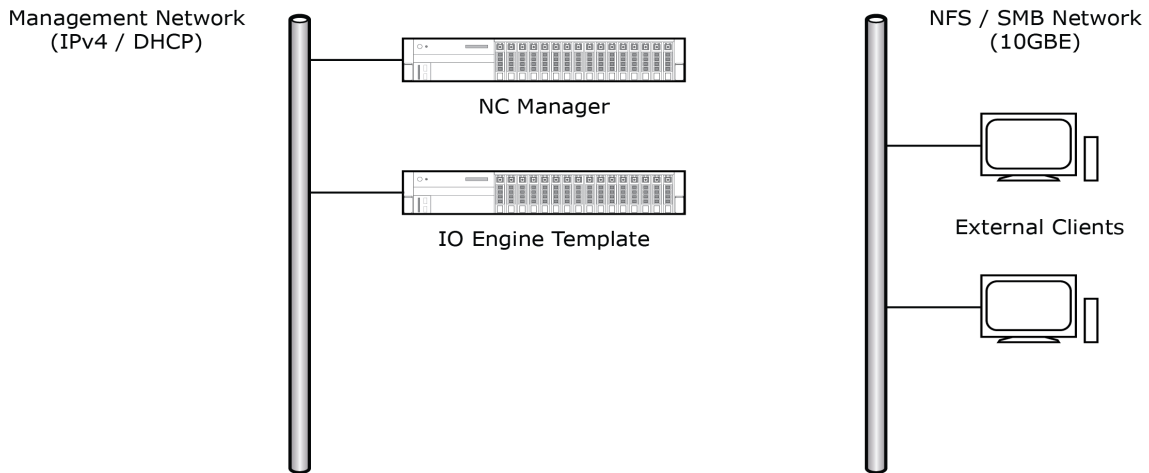 Management Network
(IPv4 / DHCP)
NFS / SMB Network
(10GBE)
NC Manager
IO Engine Template
External Clients